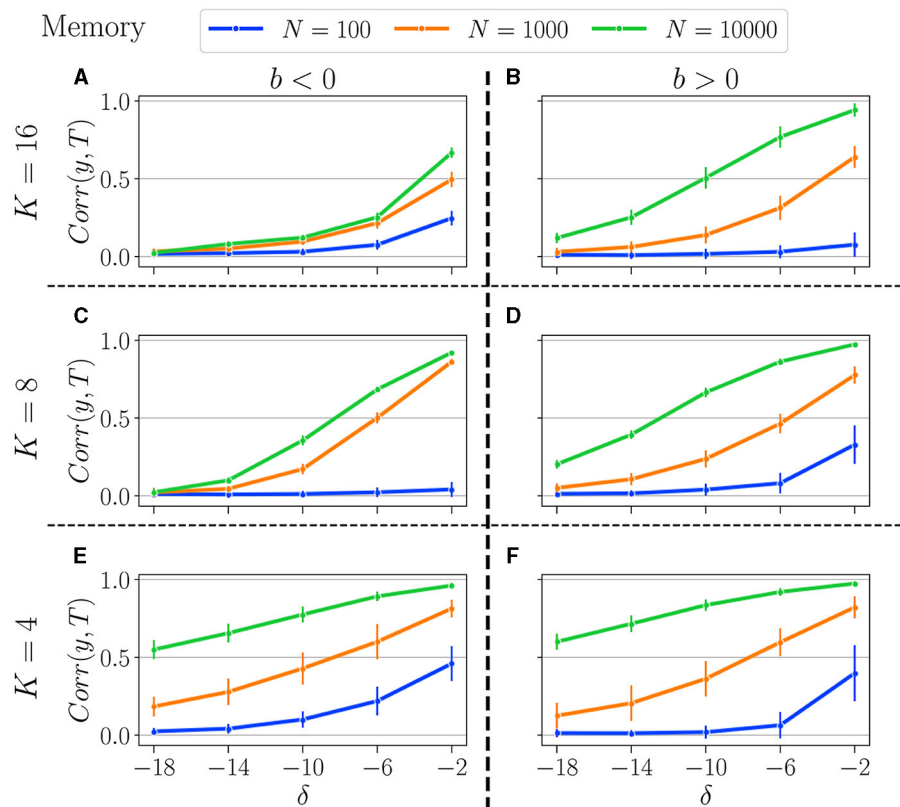 Memory
N = 100 N = 1000 N = 10000
A b < 0 B b > 0
K = 16
Corr(y, T)
1.0
0.5
0.0
C D
K = 8
Corr(y, T)
1.0
0.5
0.0
E F
K = 4
Corr(y, T)
1.0
0.5
0.0
−18 −14 −10 −6 −2 −18 −14 −10 −6 −2
δ δ